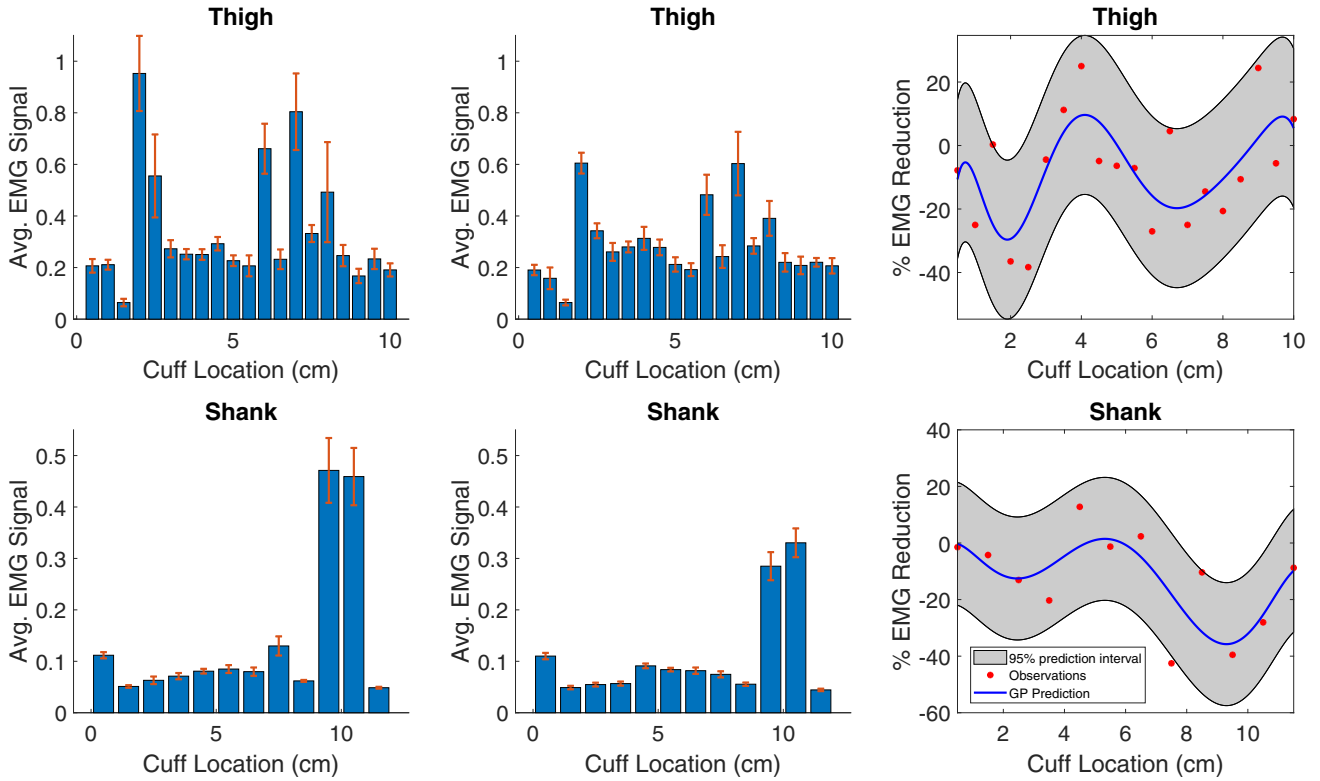 Thigh
Avg. EMG Signal
1
0.8
0.6
0.4
0.2
0
0
5
10
Cuff Location (cm)
Thigh
Avg. EMG Signal
1
0.8
0.6
0.4
0.2
0
0
5
10
Cuff Location (cm)
Thigh
% EMG Reduction
20
0
-20
-40
2
4
6
8
10
Cuff Location (cm)
Shank
Avg. EMG Signal
0.5
0.4
0.3
0.2
0.1
0
0
5
10
Cuff Location (cm)
Shank
Avg. EMG Signal
0.5
0.4
0.3
0.2
0.1
0
0
5
10
Cuff Location (cm)
Shank
% EMG Reduction
40
20
0
-20
-40
-60
95% prediction interval
Observations
GP Prediction
2
4
6
8
10
Cuff Location (cm)